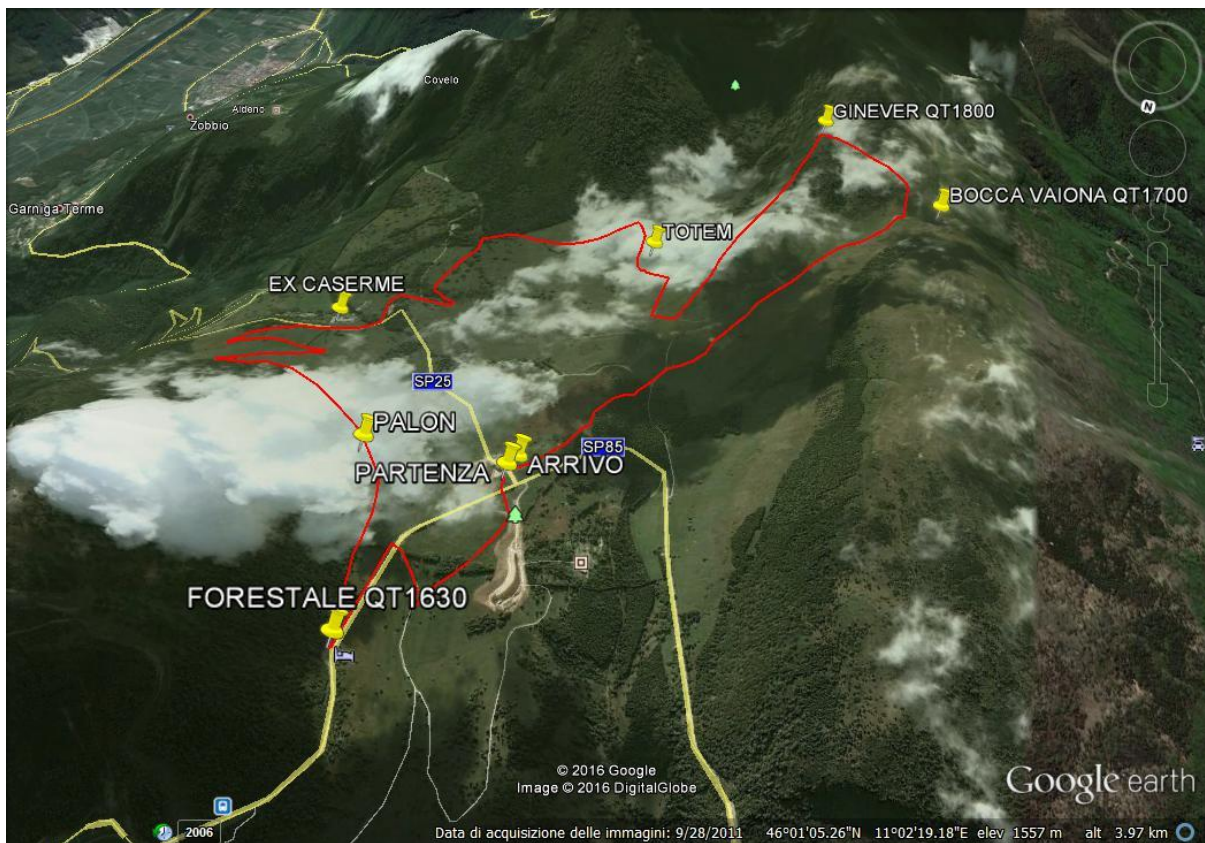 Covelo
Aldeno
Zobbio
GINEVER QT1800
N
Garniga Terme
BOCCA VAIONA QT1700
TOTEM
EX CASERME
SP25
PALON
SP85
PARTENZA
ARRIVO
FORESTALE QT1630
© 2016 Google
Image © 2016 DigitalGlobe
Google earth
2006
Data di acquisizione delle immagini: 9/28/2011 46°01'05.26"N 11°02'19.18"E elev 1557 m alt 3.97 km